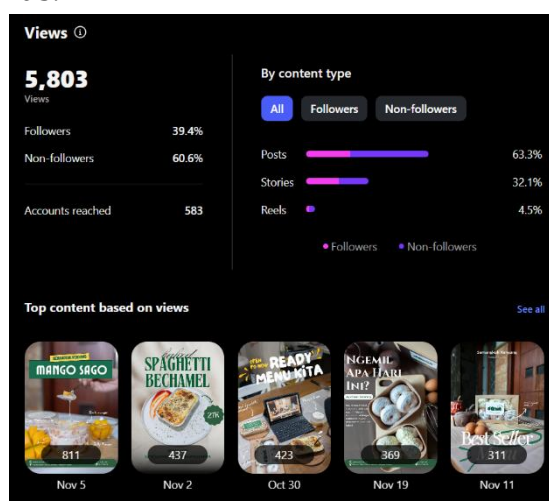 Views
5,803
Views
Followers 39.4%
Non-followers 60.6%
Accounts reached 583
By content type
All Followers Non-followers
Posts 63.3%
Stories 32.1%
Reels 4.5%
Followers Non-followers
Top content based on views See all
MANGO SAGO
811
Nov 5
SPAGHETTI
BECHAMEL
27K
437
Nov 2
READY
MENU KITA
423
Oct 30
NGEMIL
APA HARI
INI?
369
Nov 19
Best Seller
311
Nov 11